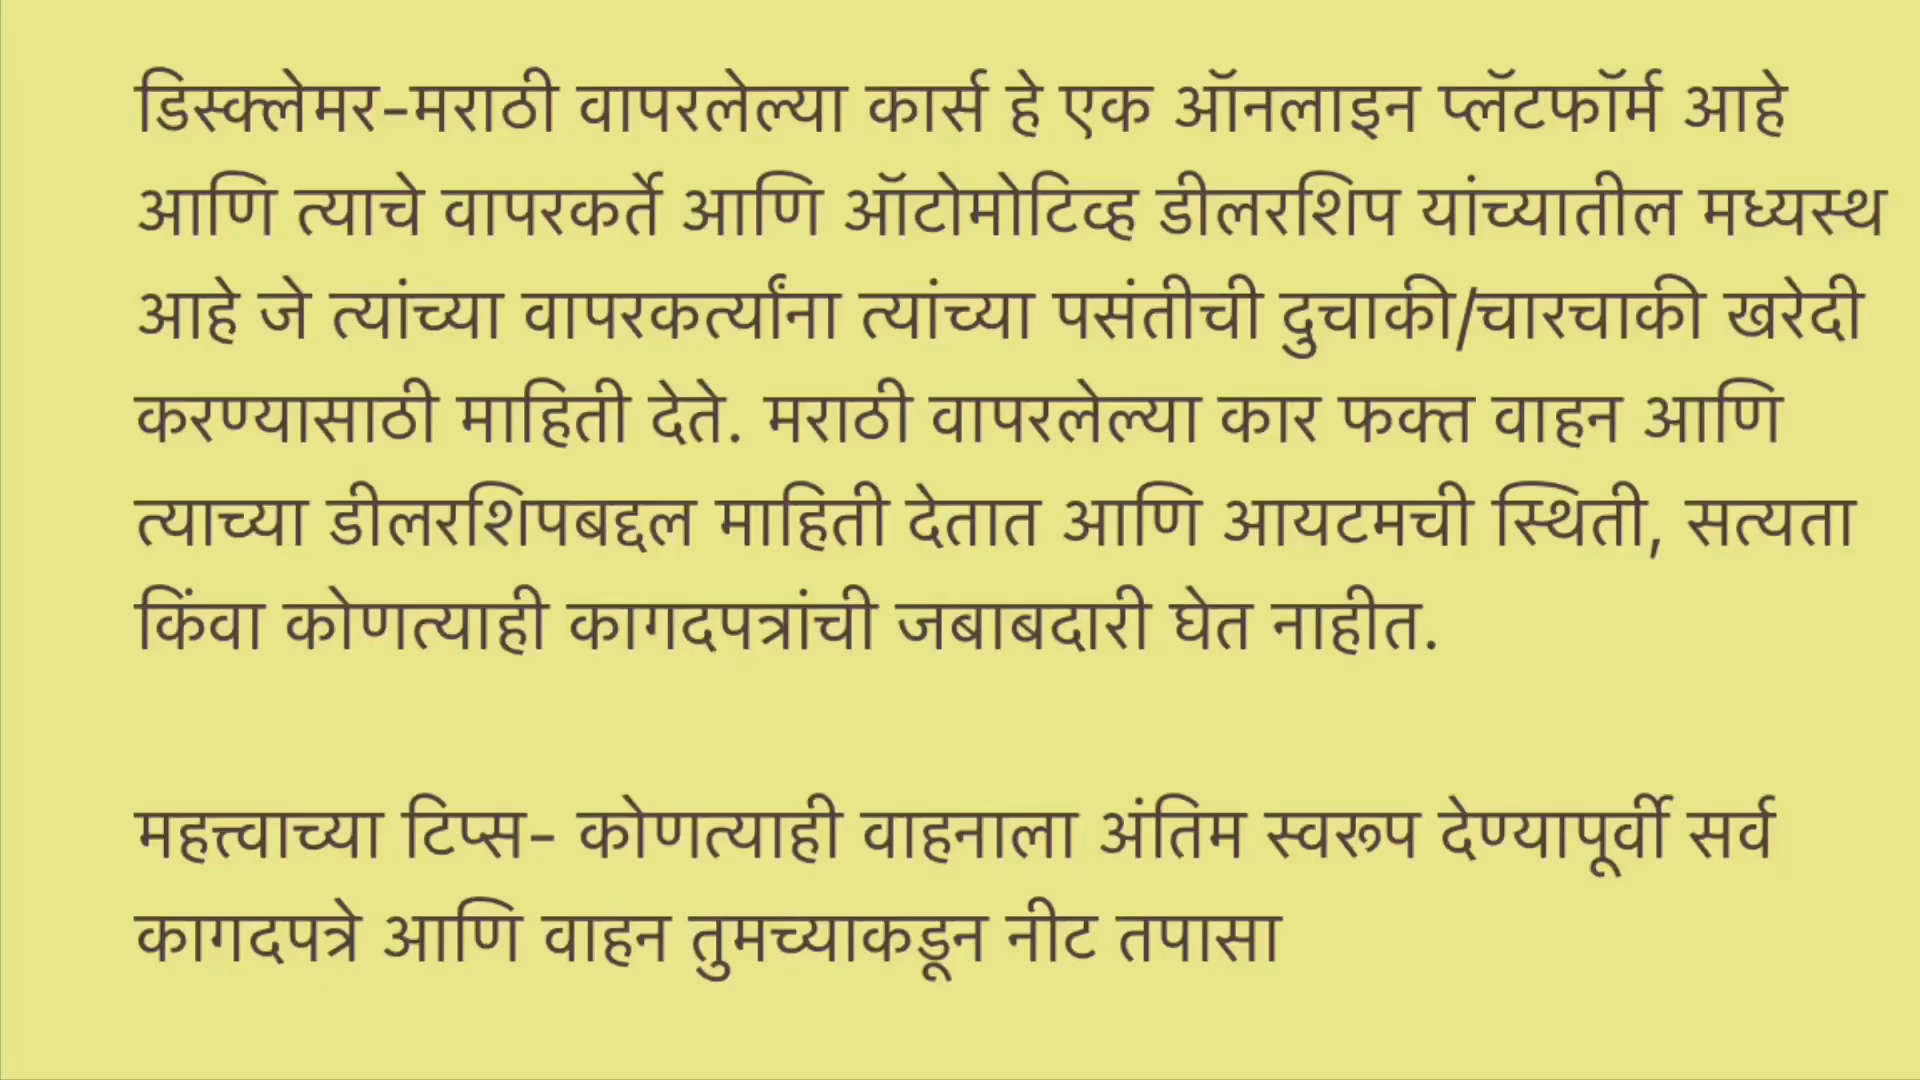 डिस्क्लेमर-मराठी वापरलेल्या कार्स हे एक ऑनलाइन प्लॅटफॉर्म आहे
आणि त्याचे वापरकर्ते आणि ऑटोमोटिव्ह डीलरशिप यांच्यातील मध्यस्थ
आहे जे त्यांच्या वापरकर्त्यांना त्यांच्या पसंतीची दुचाकी/चारचाकी खरेदी
करण्यासाठी माहिती देते. मराठी वापरलेल्या कार फक्त वाहन आणि
त्याच्या डीलरशिपबद्दल माहिती देतात आणि आयटमची स्थिती, सत्यता
किंवा कोणत्याही कागदपत्रांची जबाबदारी घेत नाहीत.
महत्त्वाच्या टिप्स- कोणत्याही वाहनाला अंतिम स्वरूप देण्यापूर्वी सर्व
कागदपत्रे आणि वाहन तुमच्याकडून नीट तपासा